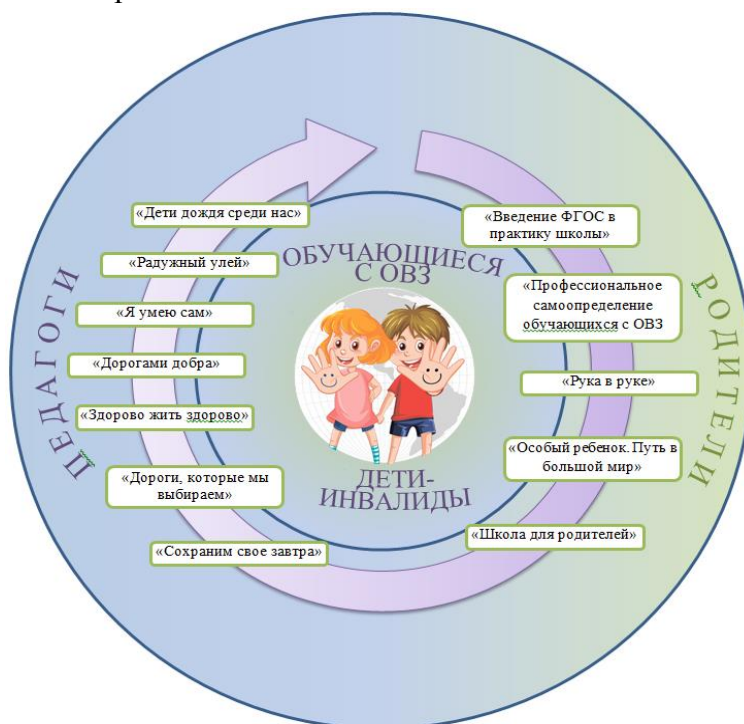 «Дети дождя среди нас»
«Радужный улей»
«Я умею сам»
«Дорогами добра»
«Здорово жить здорово»
«Дороги, которые мы
выбираем»
«Сохраним свое завтра»
ПЕДАГОГИ
ОБУЧАЮЩИЕСЯ
С ОВЗ
ДЕТИ-
ИНВАЛИДЫ
«Введение ФГОС в
практику школы»
«Профессиональное
самоопределение
обучающихся с ОВЗ
«Рука в руке»
«Особый ребенок. Путь в
большой мир»
«Школа для родителей»
РОДИТЕЛИ